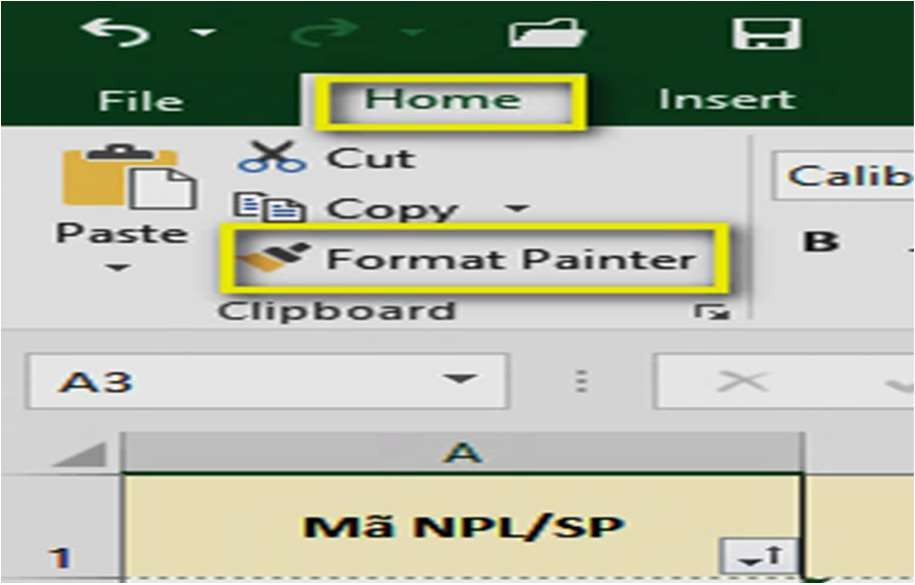 File Home Insert
Cut
Calib
Copy
Paste
B
Format Painter
Clipboard
A3
A
Mã NPL/SP
1